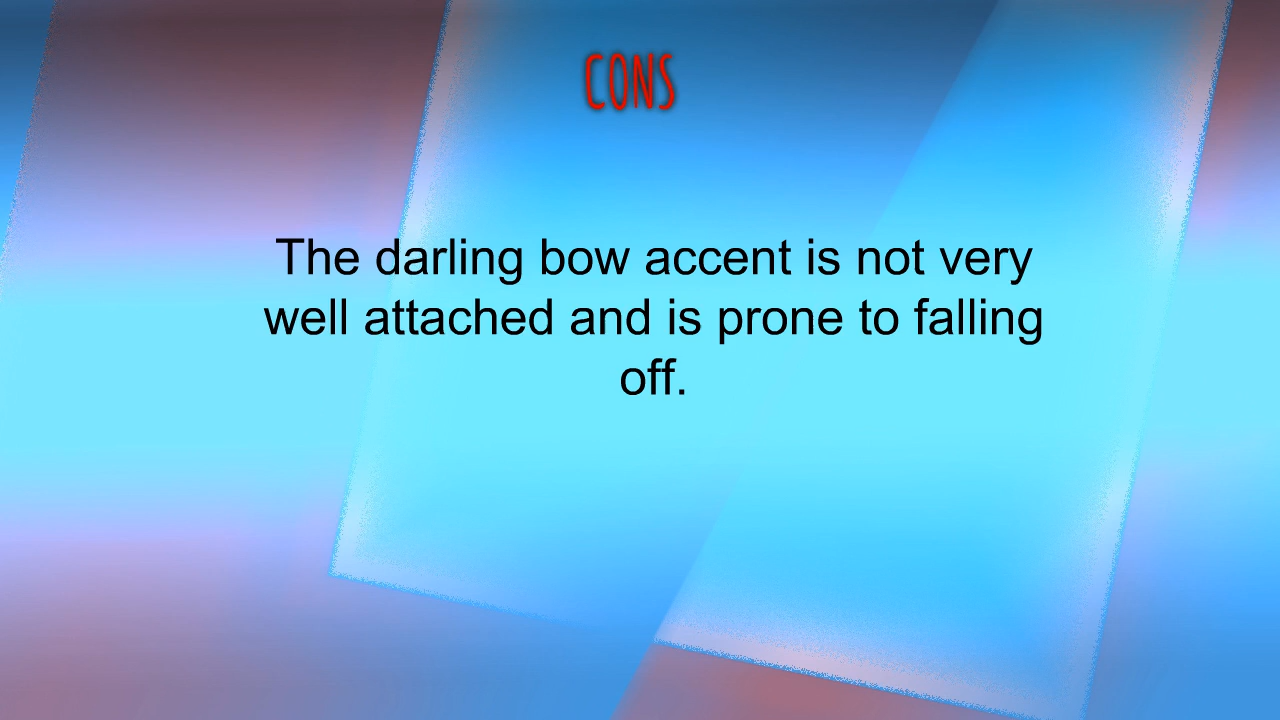 CONS
The darling bow accent is not very
well attached and is prone to falling
off.